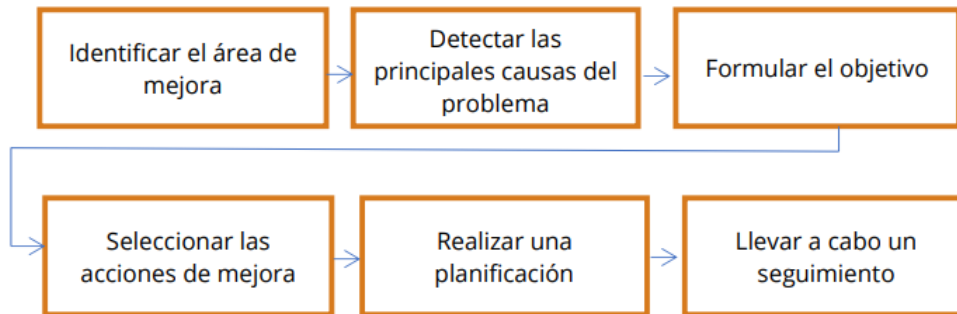 Identificar el área de
mejora
Detectar las
principales causas del
problema
Formular el objetivo
Seleccionar las
acciones de mejora
Realizar una
planificación
Llevar a cabo un
seguimiento